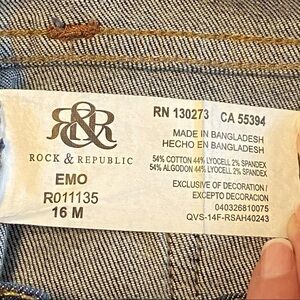 R&R
ROCK & REPUBLIC
EMO
R011135
16 M
RN 130273 CA 55394
MADE IN BANGLADESH
HECHO EN BANGLADESH
54% COTTON 44% LYOCELL 2% SPANDEX
54% ALGODON 44% LYOCELL 2% SPANDEX
EXCLUSIVE OF DECORATION /
EXCEPTO DECORACION
040326810075
QVS-14F-RSAH40243